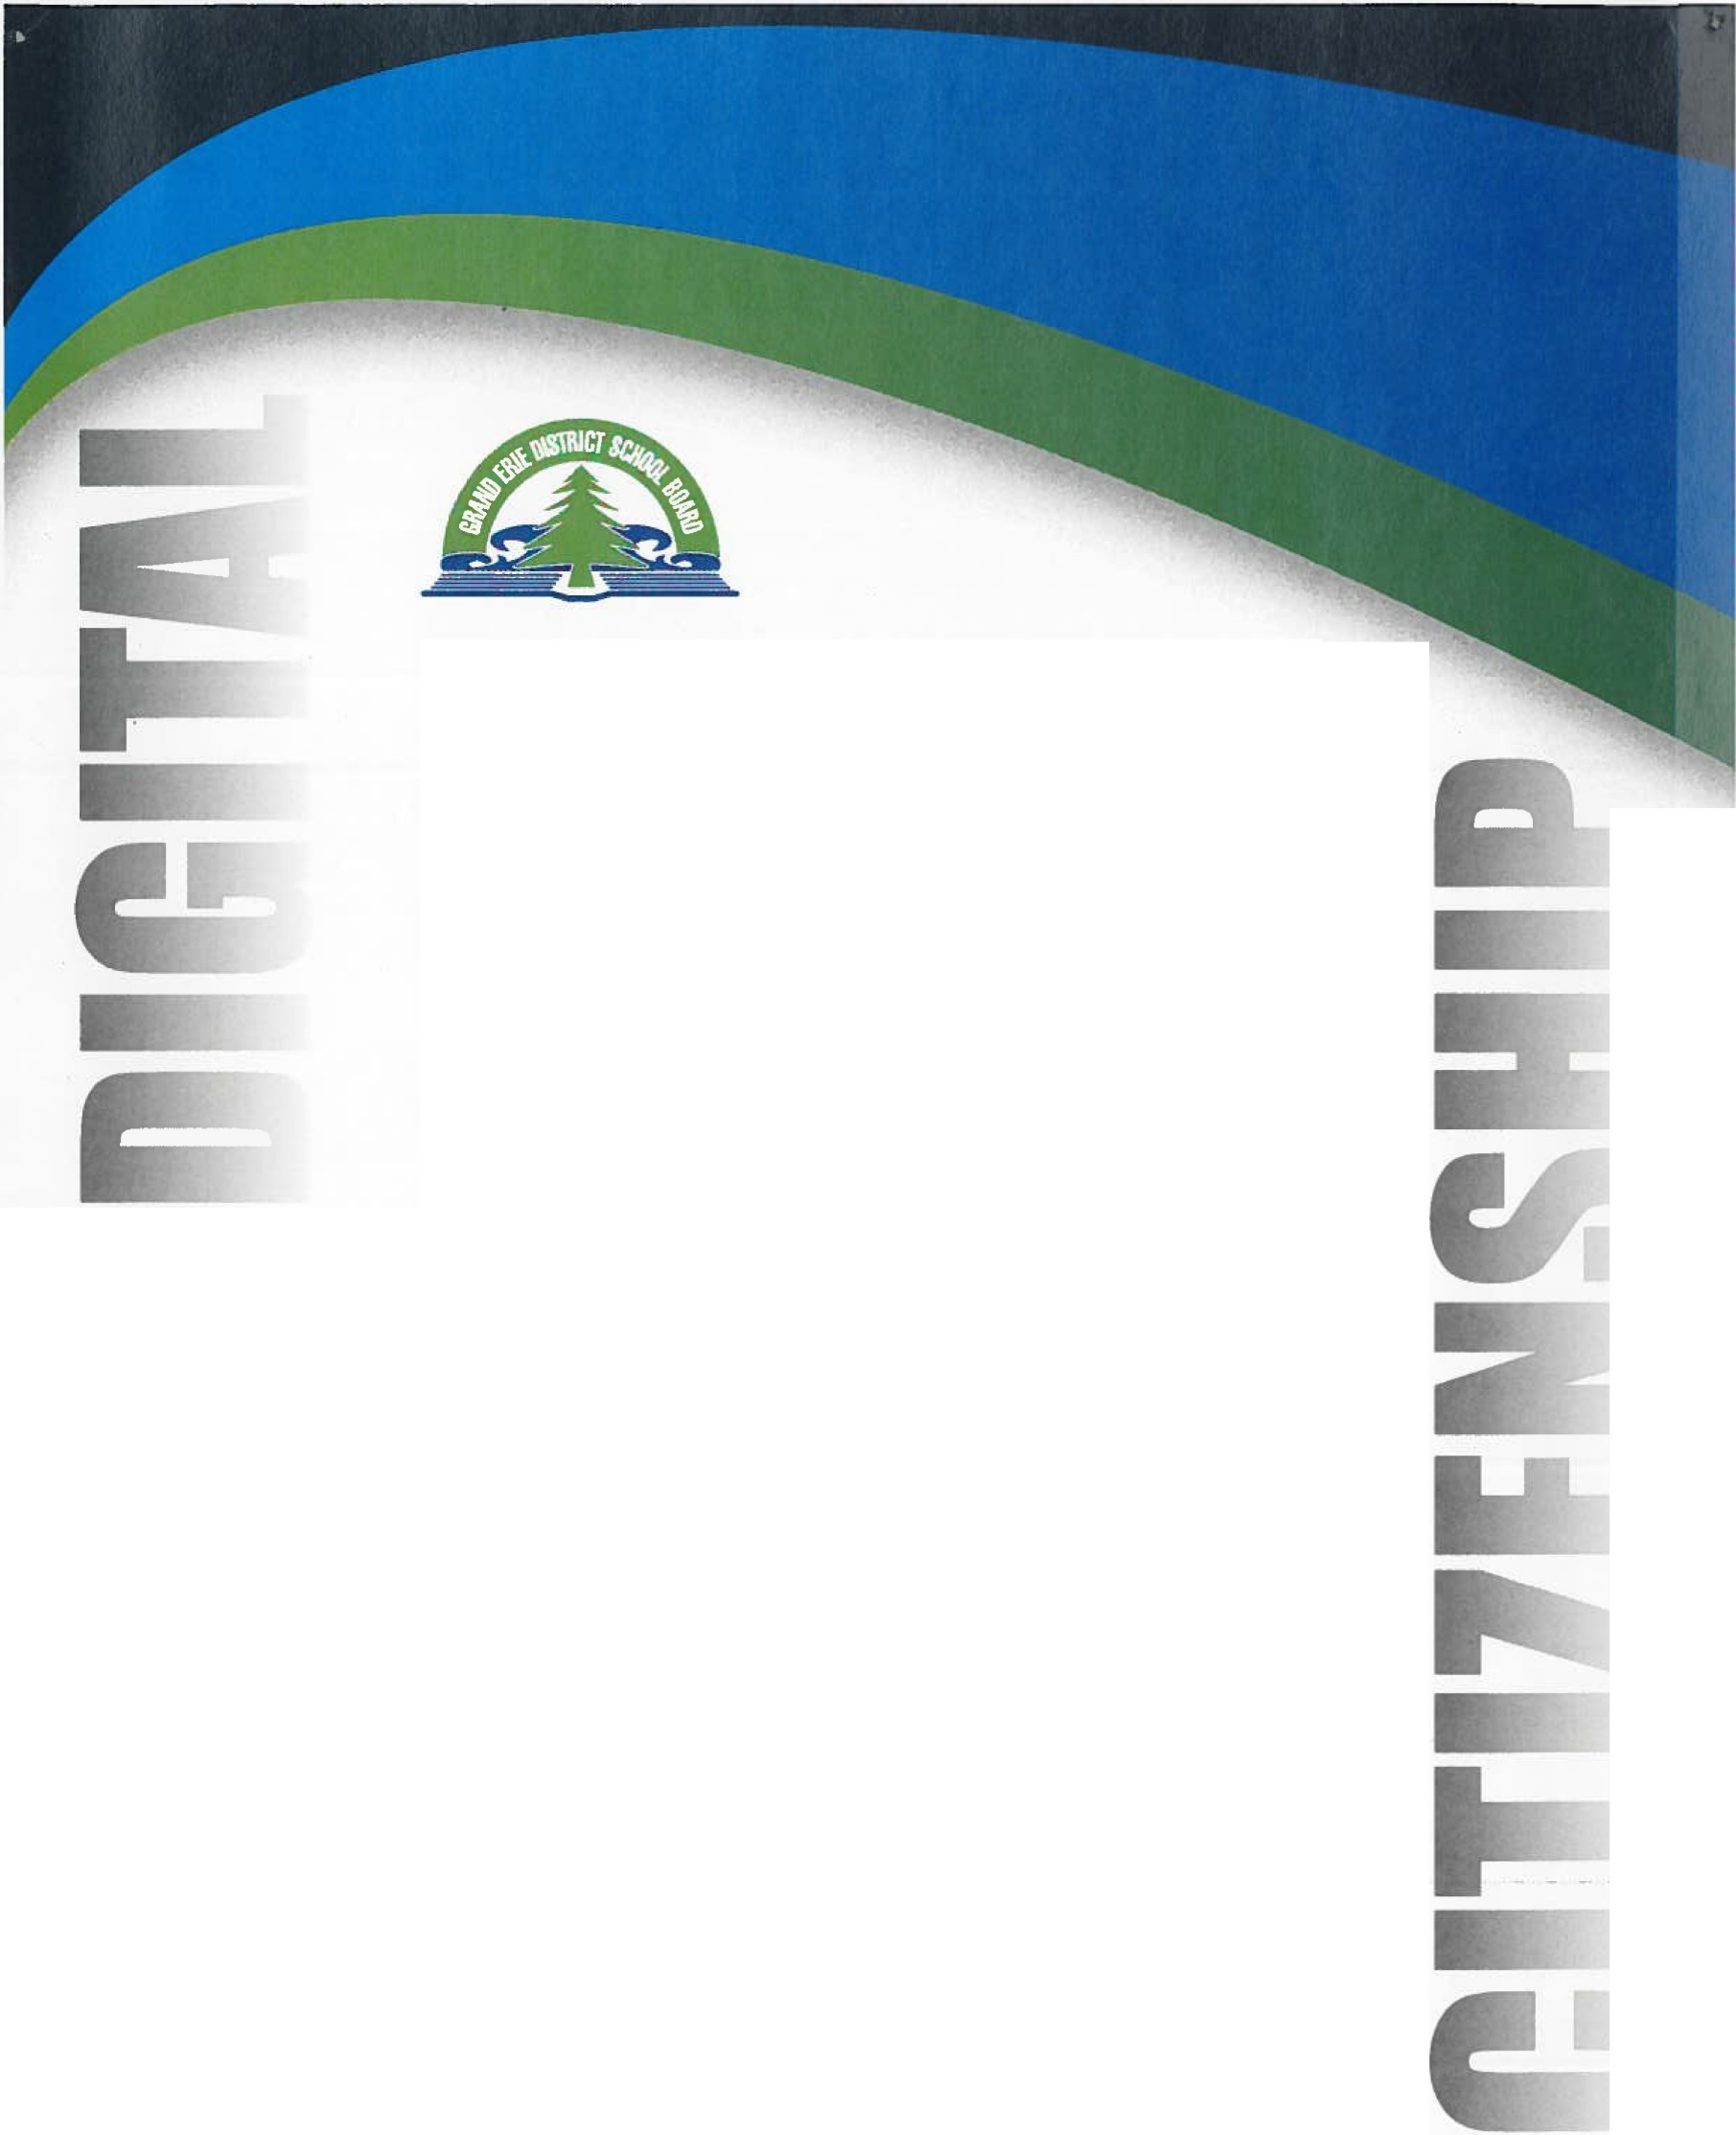 DIGITAL
GRAND ERIE DISTRICT SCHOOL BOARD
CITIZENSHIP